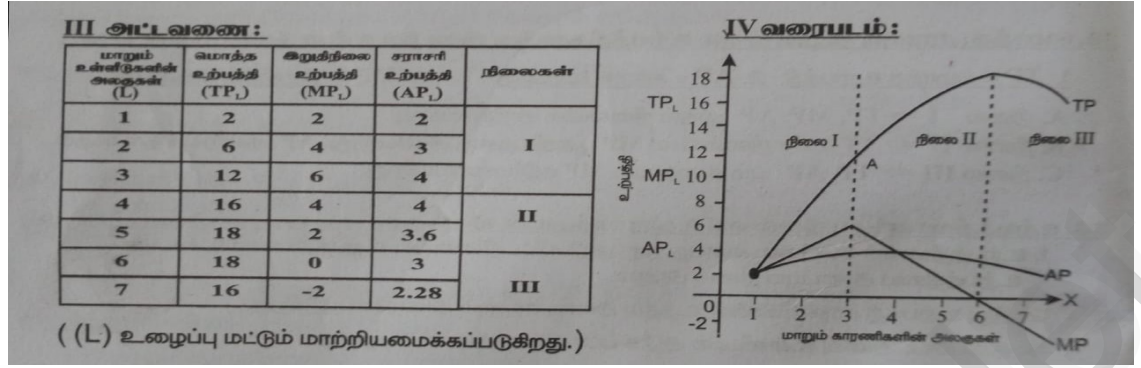 III அட்டவணை :
மாறும் உள்ளீடுகளின் அலகுகள் (L) மொத்த உற்பத்தி (TPL) இறுதிநிலை உற்பத்தி (MPL) சராசரி உற்பத்தி (APL) நிலைகள்
1 2 2 2
2 6 4 3 I
3 12 6 4
4 16 4 4 II
5 18 2 3.6
6 18 0 3 III
7 16 -2 2.28
( (L) உழைப்பு மட்டும் மாற்றியமைக்கப்படுகிறது.)
IV வரைபடம் :
18
TPL 16 TP
14
நிலை I நிலை II நிலை III
12 A
உற்பத்தி
MPL 10
8
6
APL 4
2 AP
0 I 2 3 4 5 6 7 X
-2
மாறும் காரணிகளின் அலகுகள்
MP